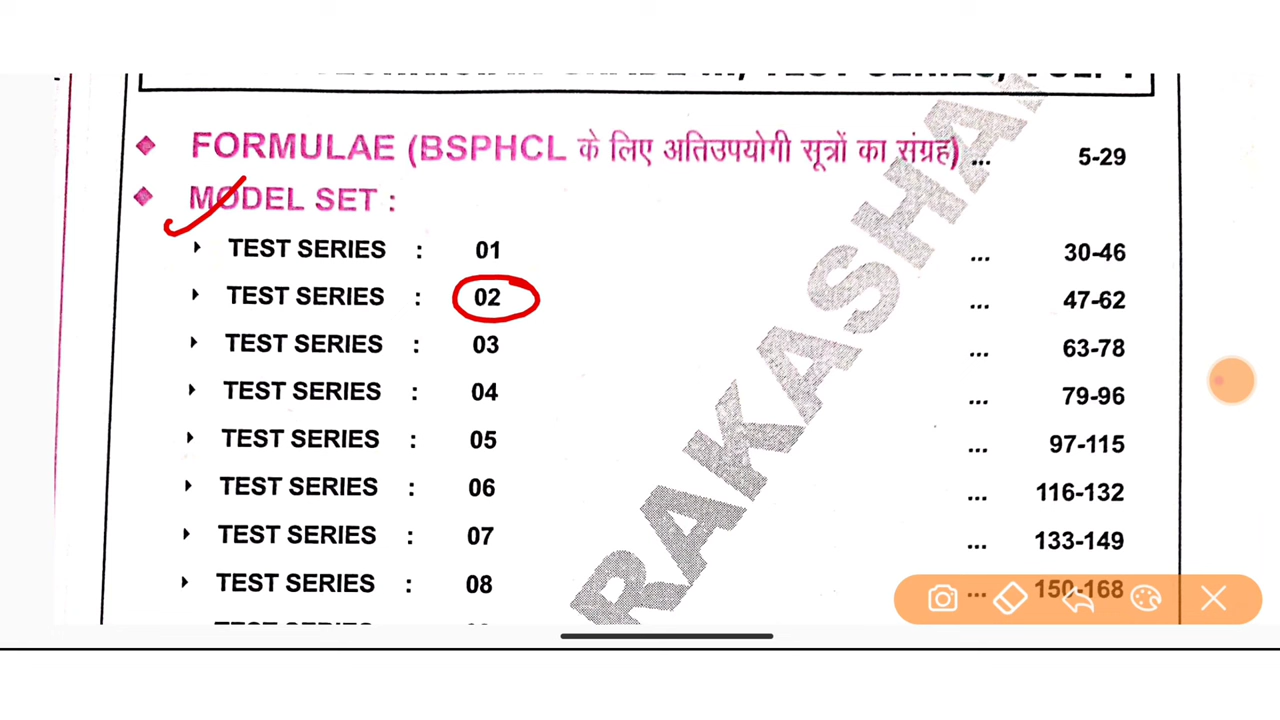 FORMULAE (BSPHCL के लिए अतिउपयोगी सूत्रों का संग्रह) ... 5-29
MODEL SET :
TEST SERIES : 01 ... 30-46
TEST SERIES : 02 ... 47-62
TEST SERIES : 03 ... 63-78
TEST SERIES : 04 ... 79-96
TEST SERIES : 05 ... 97-115
TEST SERIES : 06 ... 116-132
TEST SERIES : 07 ... 133-149
TEST SERIES : 08 ... 150-168